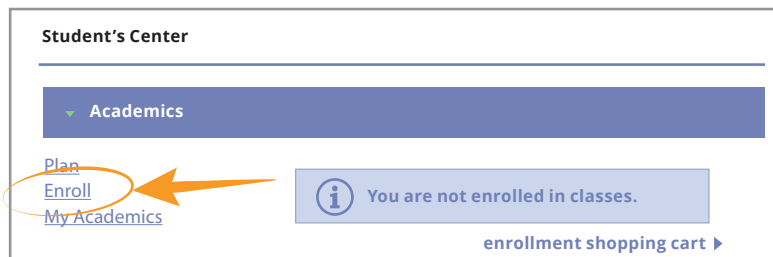 Student's Center
Academics
Plan
Enroll
My Academics
You are not enrolled in classes.
enrollment shopping cart